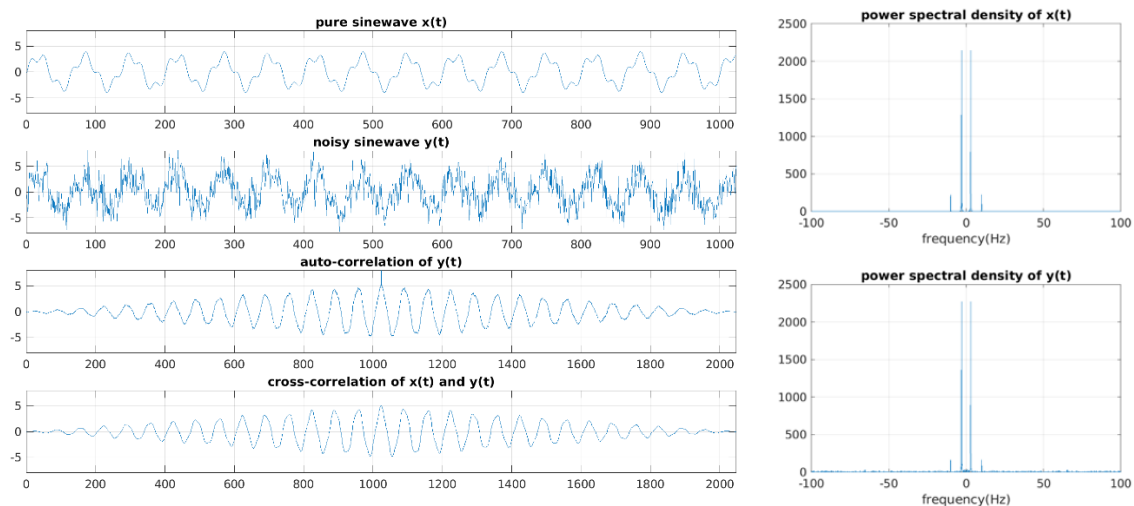 pure sinewave x(t)
5
0
-5
0 100 200 300 400 500 600 700 800 900 1000
noisy sinewave y(t)
5
0
-5
0 100 200 300 400 500 600 700 800 900 1000
auto-correlation of y(t)
5
0
-5
0 200 400 600 800 1000 1200 1400 1600 1800 2000
cross-correlation of x(t) and y(t)
5
0
-5
0 200 400 600 800 1000 1200 1400 1600 1800 2000
power spectral density of x(t)
2500
2000
1500
1000
500
0
-100 -50 0 50 100
frequency(Hz)
power spectral density of y(t)
2500
2000
1500
1000
500
0
-100 -50 0 50 100
frequency(Hz)